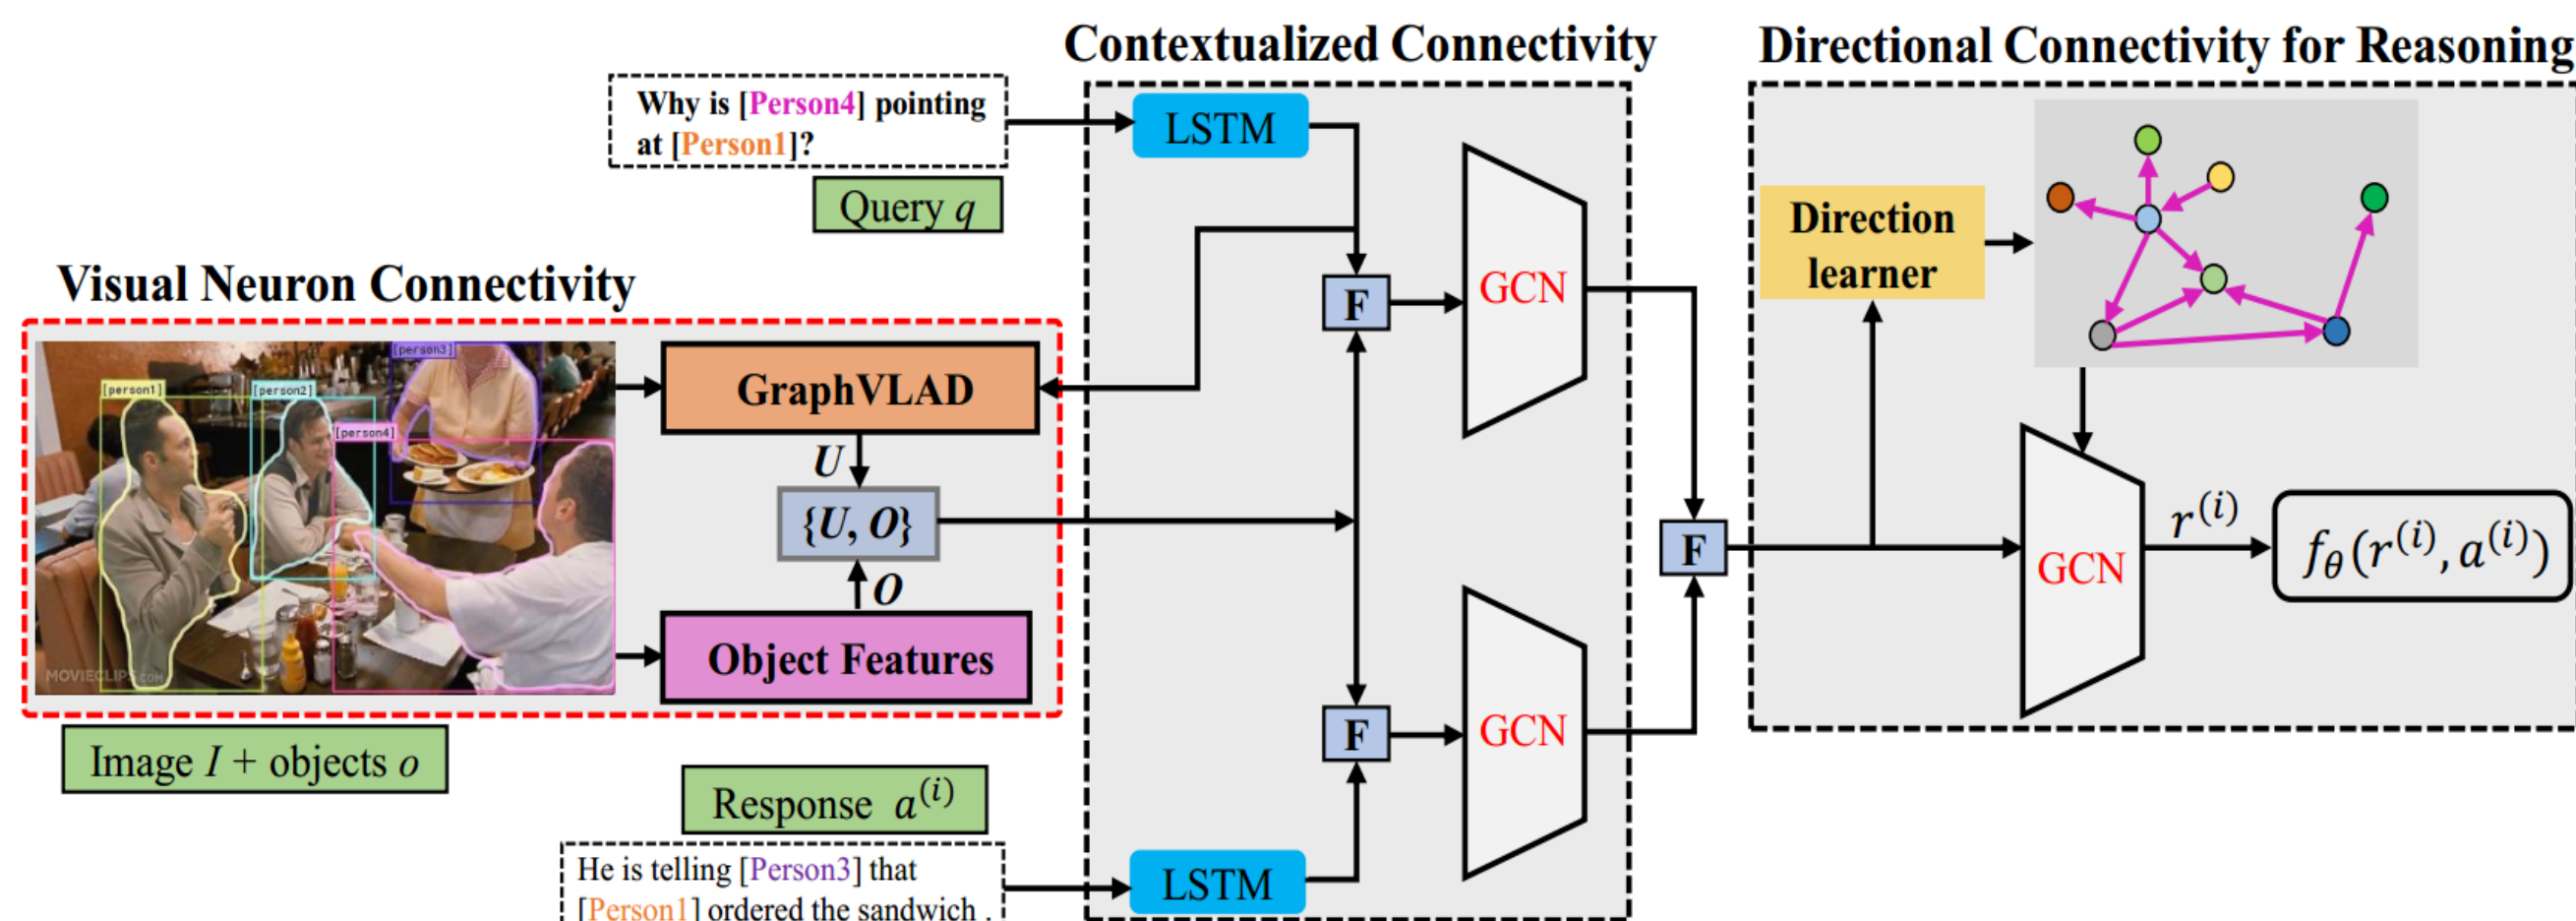 Contextualized Connectivity
Directional Connectivity for Reasoning
Why is [Person4] pointing
at [Person1]?
LSTM
Query q
Direction
learner
Visual Neuron Connectivity
F
GCN
[person1]
[person2]
[person3]
[person4]
GraphVLAD
U
{U, O}
O
Object Features
MOVIECLIPS.COM
F
GCN
r^(i)
f_θ(r^(i), a^(i))
F
GCN
Image I + objects o
Response a^(i)
He is telling [Person3] that
[Person1] ordered the sandwich .
LSTM